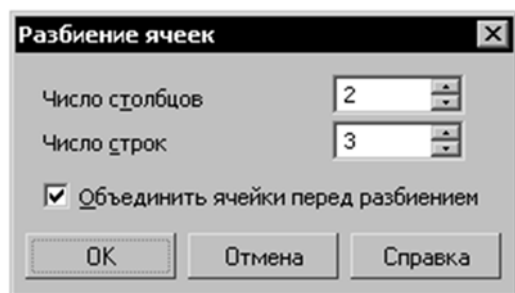 Разбиение ячеек
Число столбцов 2
Число строк 3
Объединить ячейки перед разбиением
OK Отмена Справка